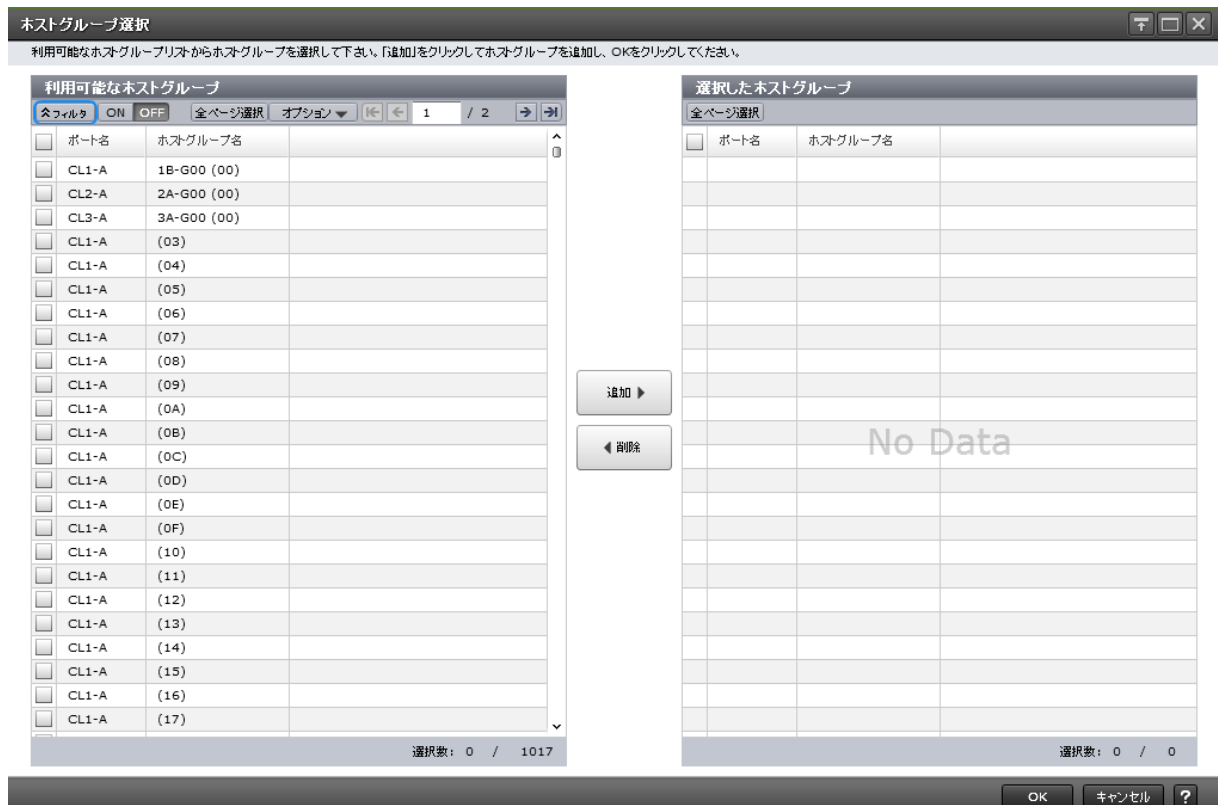 ホストグループ選択
利用可能なホストグループリストからホストグループを選択して下さい。「追加」をクリックしてホストグループを追加し、OKをクリックしてください。
利用可能なホストグループ
フィルタ ON OFF 全ページ選択 オプション 1 / 2
ポート名 ホストグループ名
CL1-A 1B-G00 (00)
CL2-A 2A-G00 (00)
CL3-A 3A-G00 (00)
CL1-A (03)
CL1-A (04)
CL1-A (05)
CL1-A (06)
CL1-A (07)
CL1-A (08)
CL1-A (09)
CL1-A (0A)
CL1-A (0B)
CL1-A (0C)
CL1-A (0D)
CL1-A (0E)
CL1-A (0F)
CL1-A (10)
CL1-A (11)
CL1-A (12)
CL1-A (13)
CL1-A (14)
CL1-A (15)
CL1-A (16)
CL1-A (17)
選択数: 0 / 1017
追加
削除
選択したホストグループ
全ページ選択
ポート名 ホストグループ名
No Data
選択数: 0 / 0
OK キャンセル ?